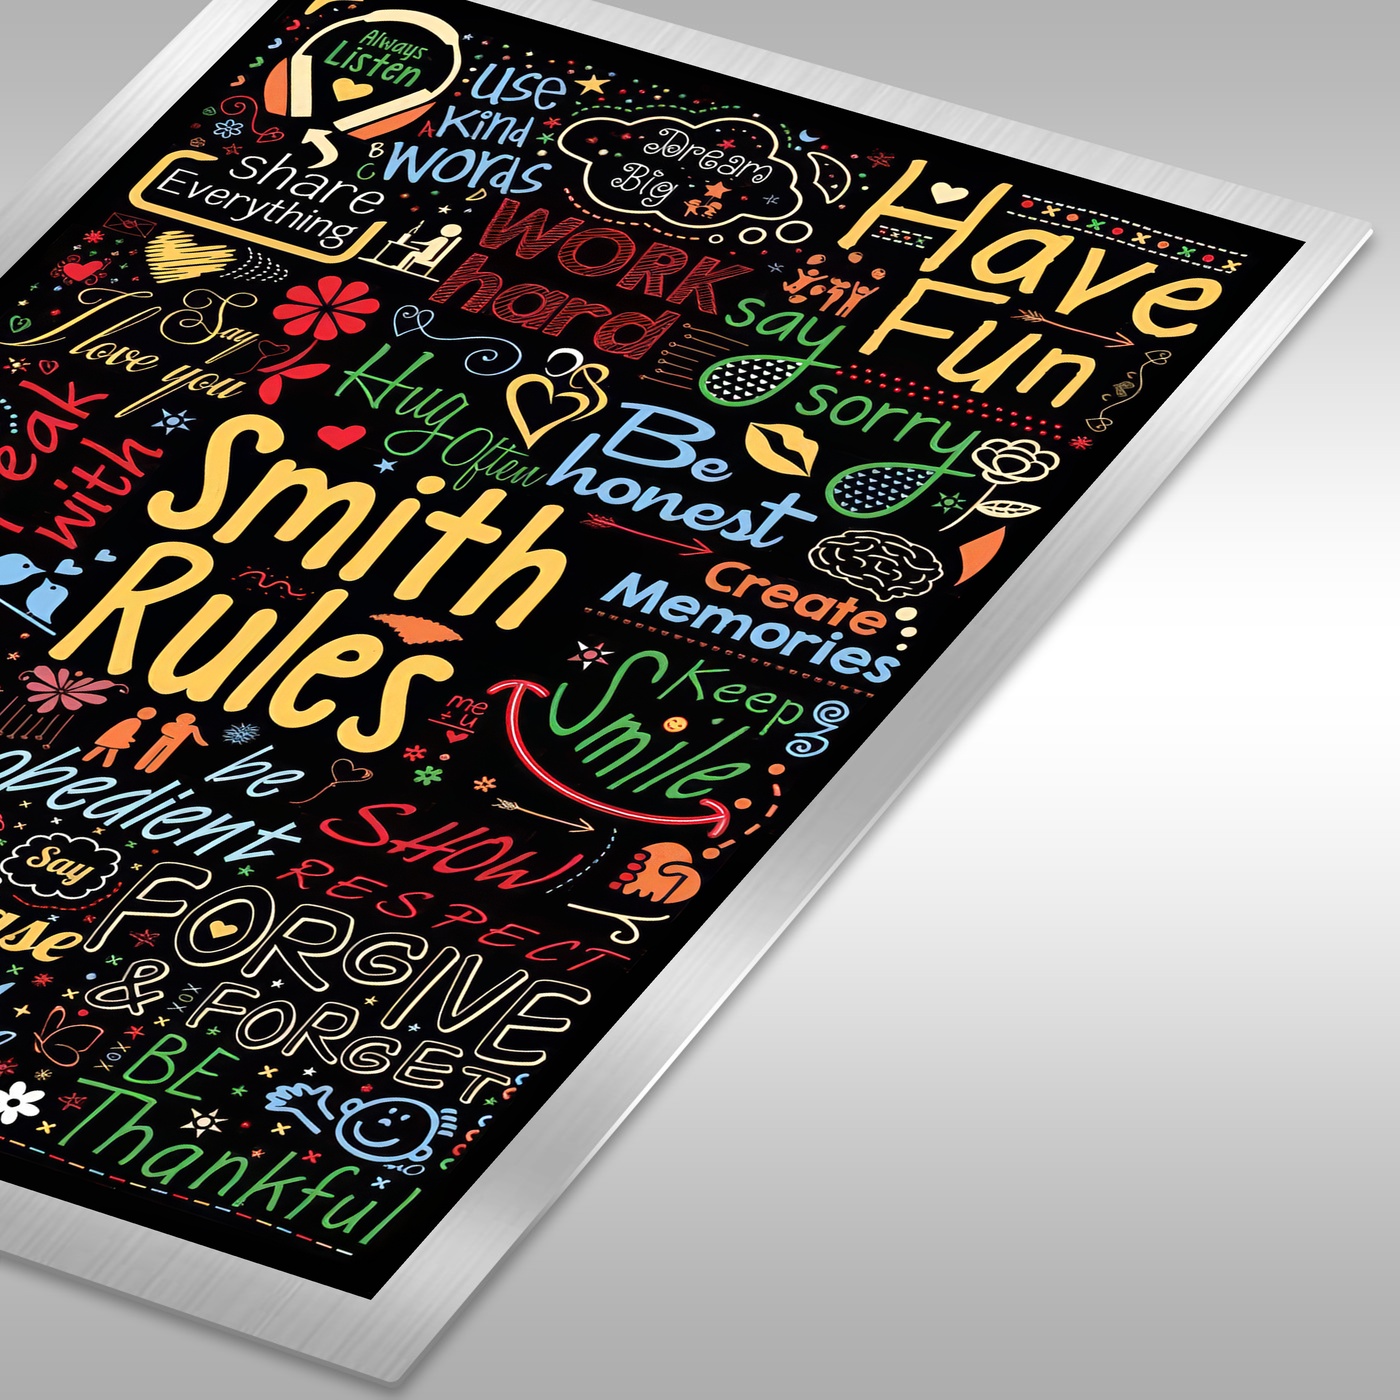 Always
Listen
use
Kind
Words
A
B
C
D
share
Everything
Dream
Big
Have
Fun
WORK
hard
Say
I love you
say
sorry
Hug
Often
Be
honest
with
Smith
Rules
Create
Memories
Keep
Smile
me
+ u
be
obedient
SHOW
RESPECT
Say
FORGIVE
& FORGET
XOX
XOX
BE
Thankful